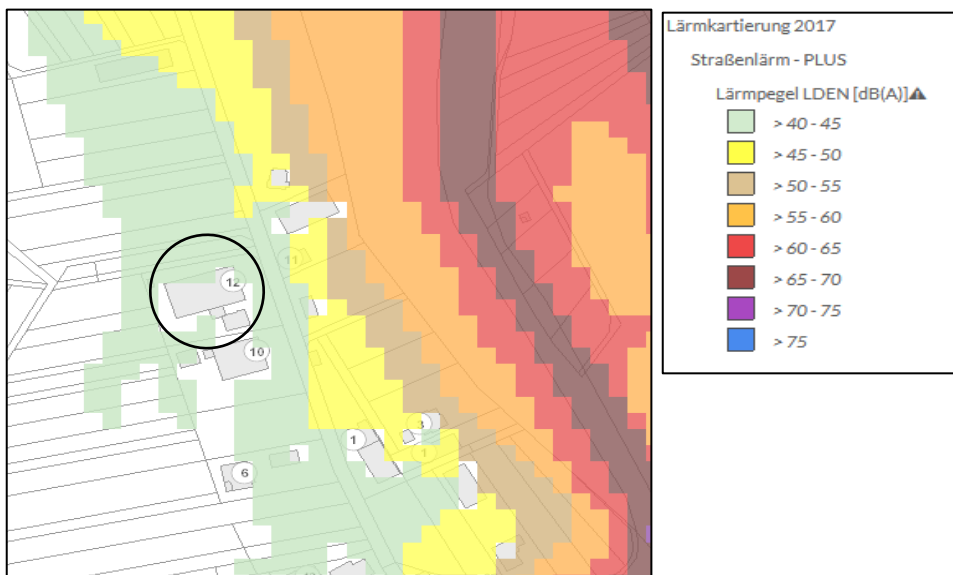 Lärmkartierung 2017
Straßenlärm - PLUS
Lärmpegel LDEN [dB(A)]⚠
> 40 - 45
> 45 - 50
> 50 - 55
> 55 - 60
> 60 - 65
> 65 - 70
> 70 - 75
> 75
11
12
10
3
1
1
6